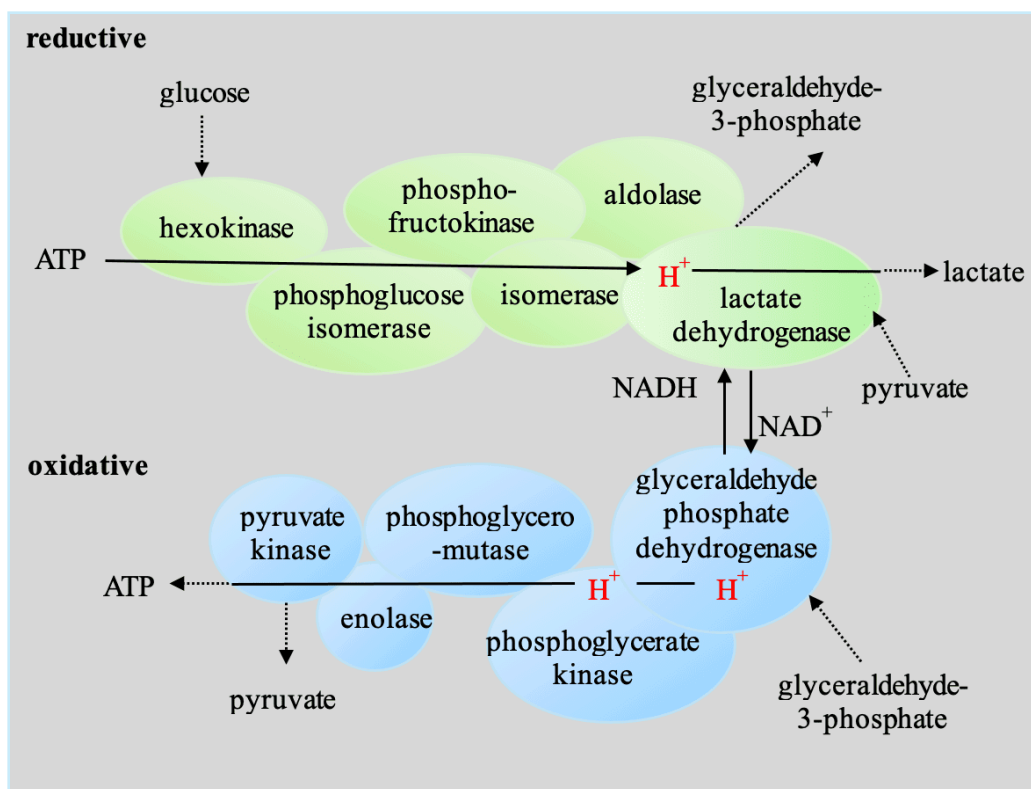 reductive
glucose
glyceraldehyde-
3-phosphate
hexokinase
phospho-
fructokinase
aldolase
ATP
H+
lactate
phosphoglucose
isomerase
isomerase
lactate
dehydrogenase
NADH
pyruvate
NAD+
oxidative
pyruvate
kinase
phosphoglycero
-mutase
glyceraldehyde
phosphate
dehydrogenase
ATP
H+
H+
enolase
phosphoglycerate
kinase
pyruvate
glyceraldehyde-
3-phosphate